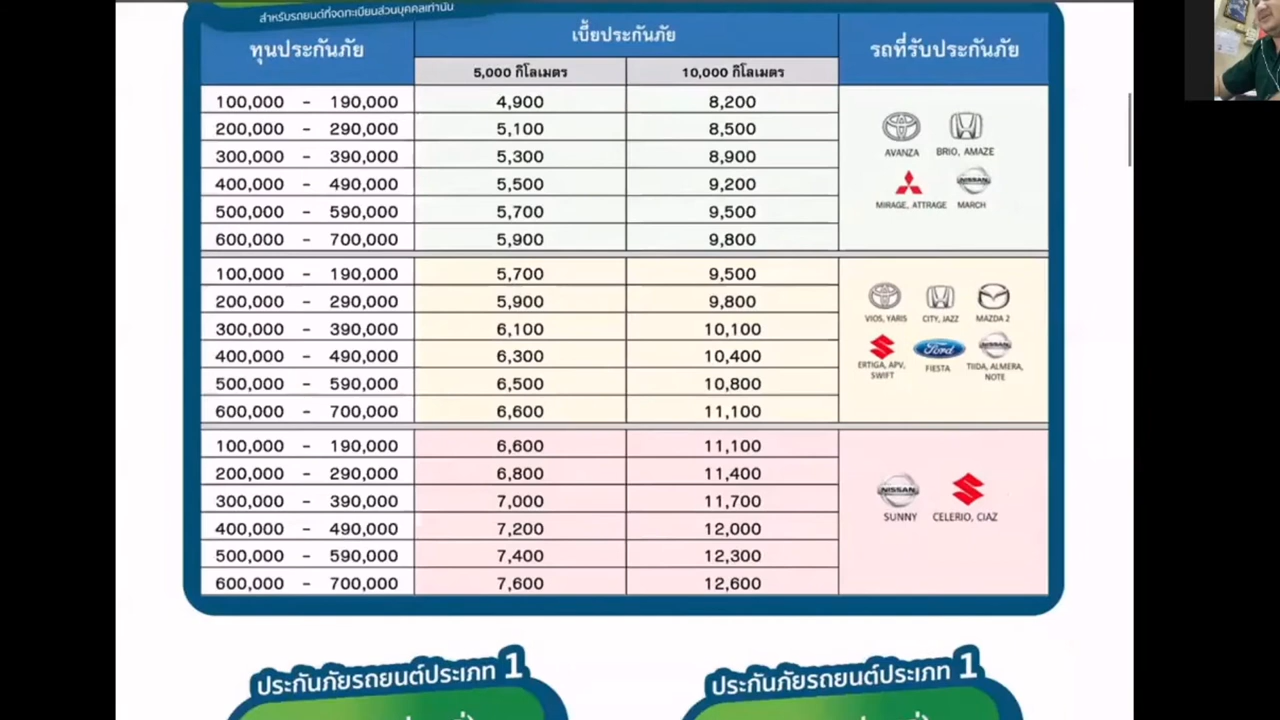 สำหรับรถยนต์ที่จดทะเบียนส่วนบุคคลเท่านั้น
ทุนประกันภัย เบี้ยประกันภัย รถที่รับประกันภัย
5,000 กิโลเมตร 10,000 กิโลเมตร
100,000 - 190,000 4,900 8,200
200,000 - 290,000 5,100 8,500
300,000 - 390,000 5,300 8,900
400,000 - 490,000 5,500 9,200
500,000 - 590,000 5,700 9,500
600,000 - 700,000 5,900 9,800
AVANZA BRIO, AMAZE
NISSAN
MIRAGE, ATTRAGE MARCH
100,000 - 190,000 5,700 9,500
200,000 - 290,000 5,900 9,800
300,000 - 390,000 6,100 10,100
400,000 - 490,000 6,300 10,400
500,000 - 590,000 6,500 10,800
600,000 - 700,000 6,600 11,100
VIOS, YARIS CITY, JAZZ MAZDA 2
Ford NISSAN
ERTIGA, APV, SWIFT FIESTA TIIDA, ALMERA, NOTE
100,000 - 190,000 6,600 11,100
200,000 - 290,000 6,800 11,400
300,000 - 390,000 7,000 11,700
400,000 - 490,000 7,200 12,000
500,000 - 590,000 7,400 12,300
600,000 - 700,000 7,600 12,600
NISSAN
SUNNY CELERIO, CIAZ
ประกันภัยรถยนต์ประเภท 1 ประกันภัยรถยนต์ประเภท 1